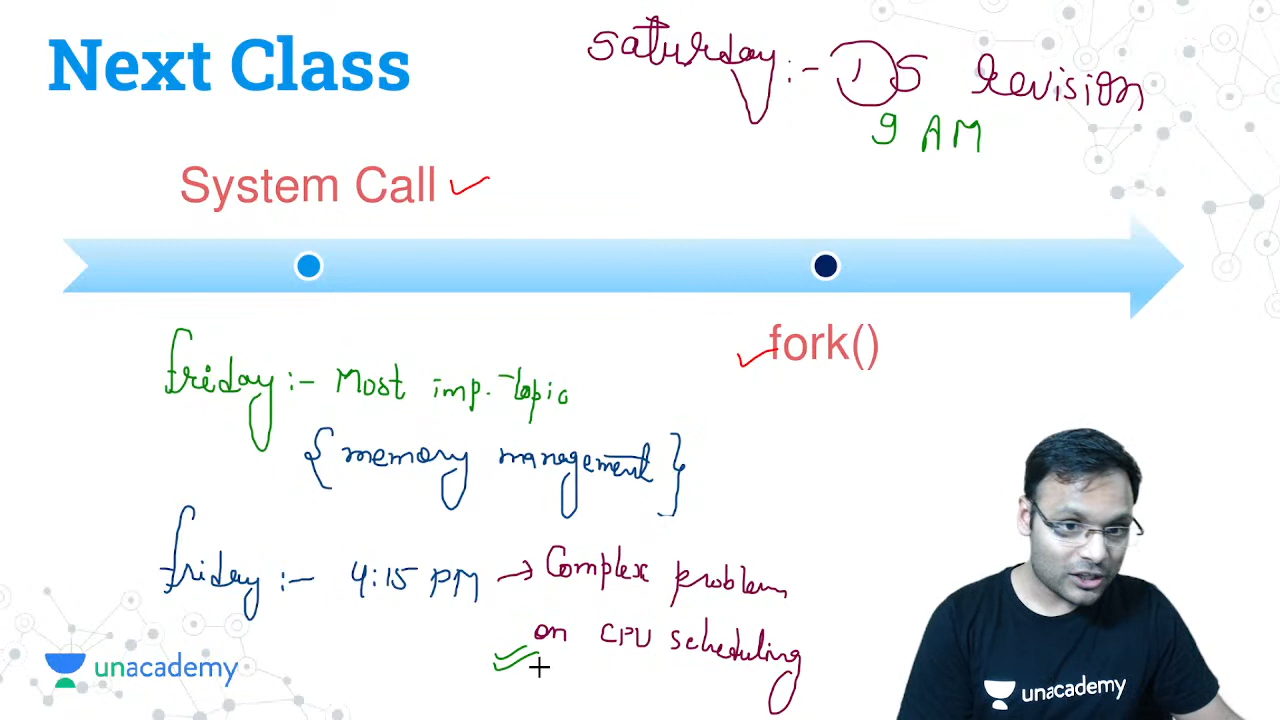 Next Class
saturday :- DS revision
9 AM
System Call
fork()
friday :- Most imp. Topic
{ memory management }
friday :- 4:15 PM → Complex problem
on CPU scheduling
unacademy
unacademy